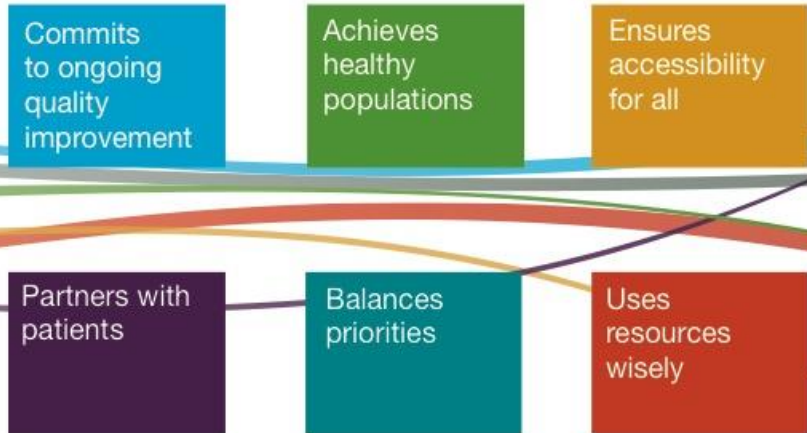 Commits
to ongoing
quality
improvement
Achieves
healthy
populations
Ensures
accessibility
for all
Partners with
patients
Balances
priorities
Uses
resources
wisely